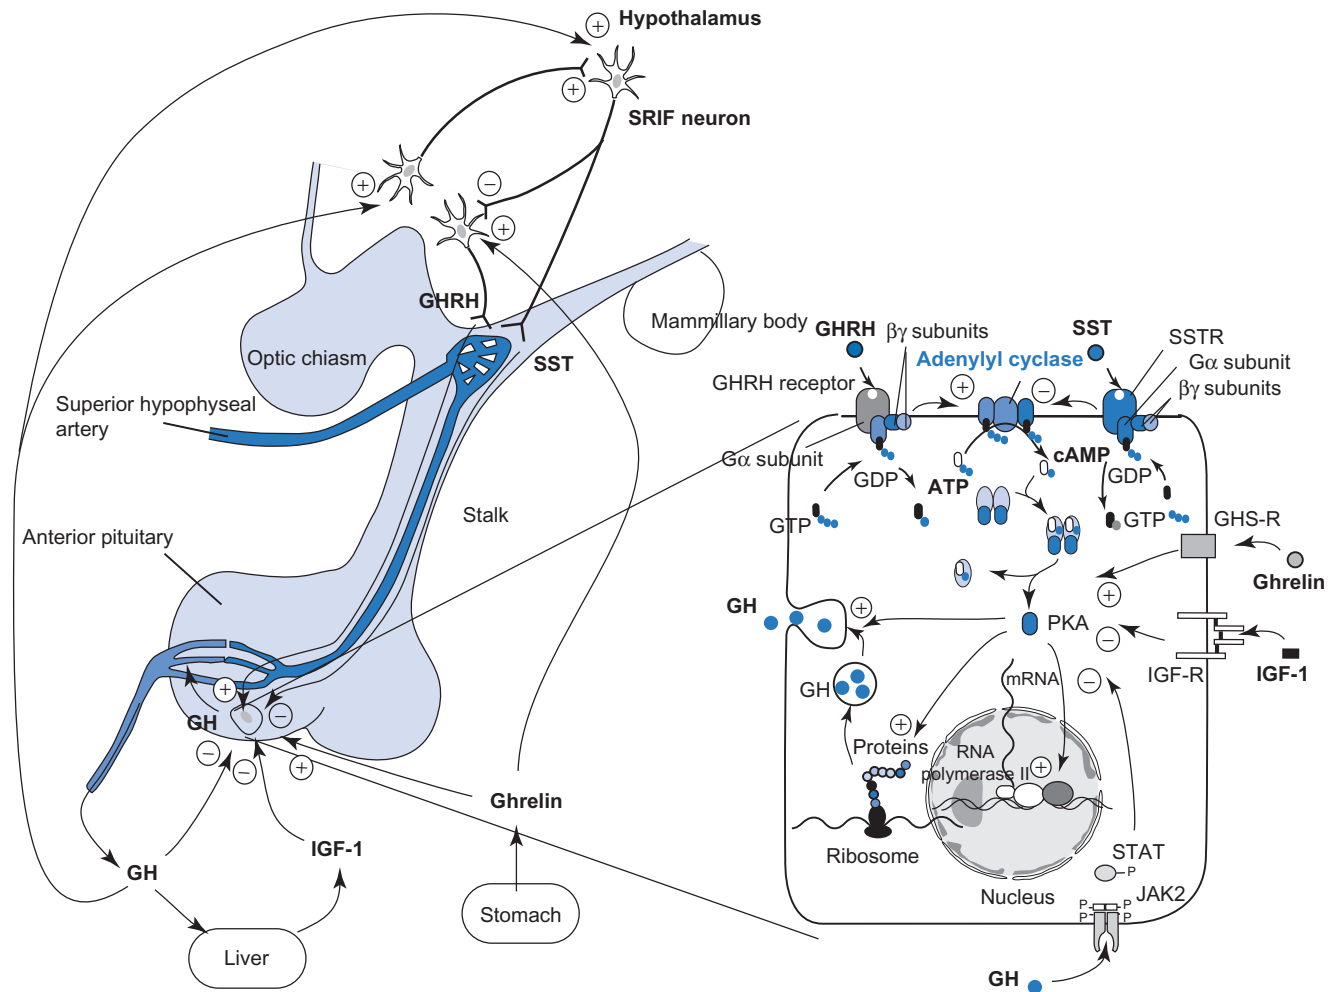 Hypothalamus
+
+
SRIF neuron
+
−
+
GHRH
Mammillary body
Optic chiasm
SST
Superior hypophyseal
artery
Stalk
Anterior pituitary
+
GH
−
−
−
+
Ghrelin
IGF-1
GH
Stomach
Liver
GHRH
βγ subunits
SST
SSTR
Adenylyl cyclase
Gα subunit
βγ subunits
GHRH receptor
+
−
Gα subunit
cAMP
GDP
ATP
GDP
GTP
GTP
GHS-R
Ghrelin
GH
+
+
PKA
−
IGF-R
IGF-1
mRNA
−
GH
+
Proteins
RNA
polymerase II
+
Ribosome
STAT
P
Nucleus
JAK2
P
P
P
P
GH